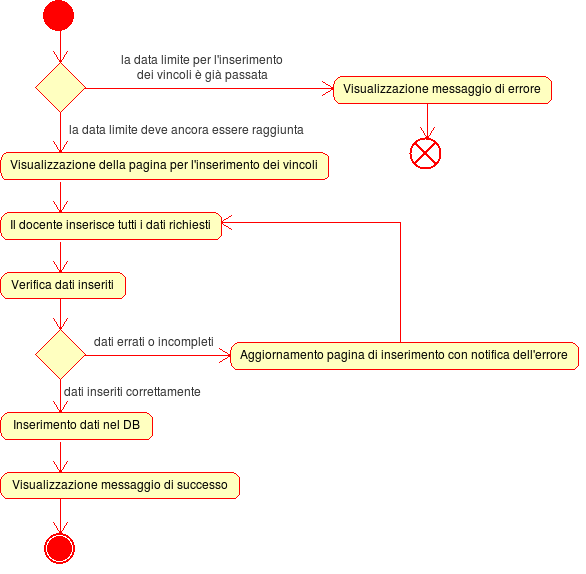 la data limite per l'inserimento
dei vincoli è già passata
Visualizzazione messaggio di errore
la data limite deve ancora essere raggiunta
Visualizzazione della pagina per l'inserimento dei vincoli
Il docente inserisce tutti i dati richiesti
Verifica dati inseriti
dati errati o incompleti
Aggiornamento pagina di inserimento con notifica dell'errore
dati inseriti correttamente
Inserimento dati nel DB
Visualizzazione messaggio di successo